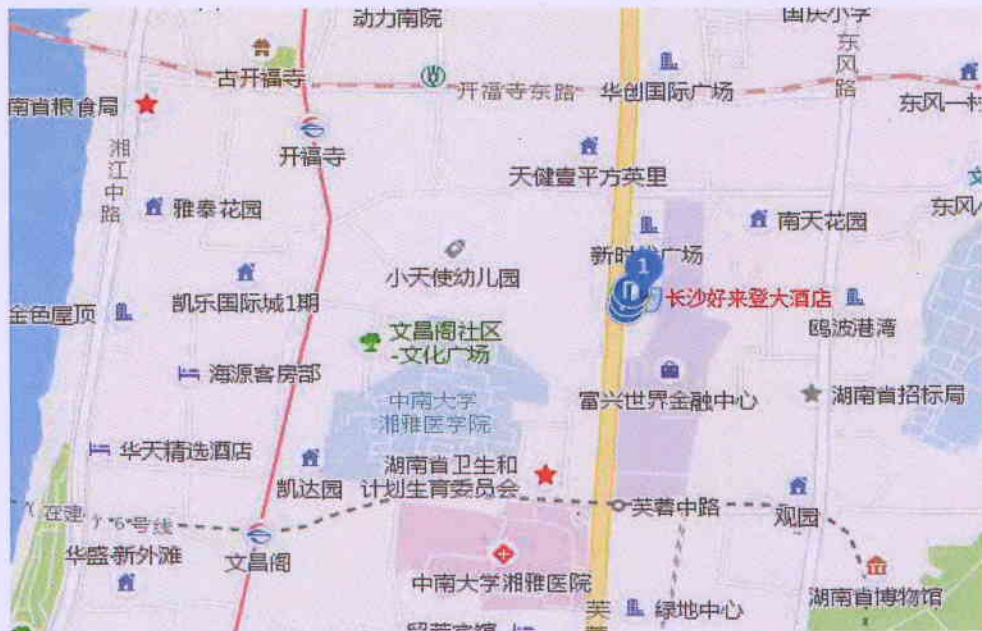 动力南院
国庆小学
东风路
古开福寺
开福寺东路
华创国际广场
东风一村
南省粮食局
开福寺
湘江中路
天健壹平方英里
雅泰花园
南天花园
东风
小天使幼儿园
新时代广场
1
凯乐国际城1期
长沙好来登大酒店
金色屋顶
鸥波港湾
文昌阁社区
-文化广场
海源客房部
富兴世界金融中心
湖南省招标局
中南大学
湘雅医学院
华天精选酒店
湖南省卫生和
计划生育委员会
凯达园
(在建)
"6"号线
芙蓉中路
观园
华盛·新外滩
文昌阁
中南大学湘雅医院
湖南省博物馆
绿地中心
芙